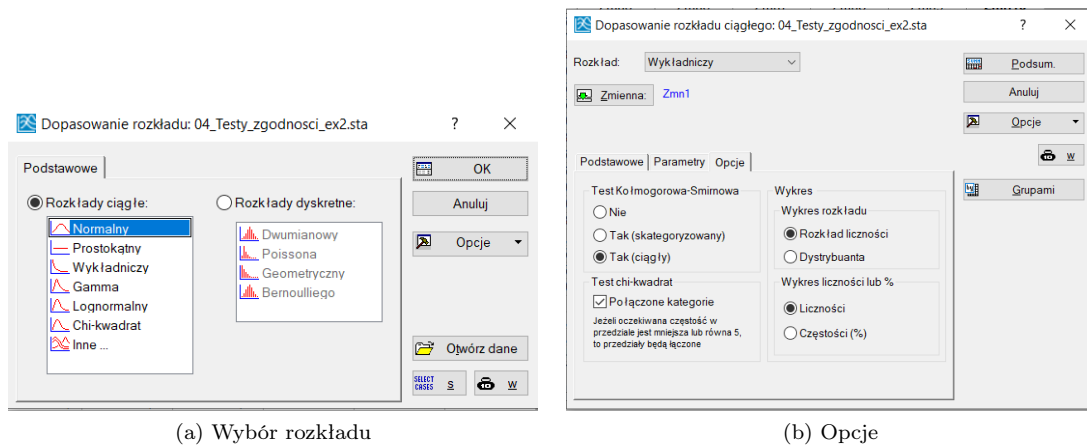 Dopasowanie rozkładu: 04_Testy_zgodnosci_ex2.sta ?
Podstawowe
Rozkłady ciągłe:
Normalny
Prostokątny
Wykładniczy
Gamma
Lognormalny
Chi-kwadrat
Inne ...
Rozkłady dyskretne:
Dwumianowy
Poissona
Geometryczny
Bernoulliego
OK
Anuluj
Opcje
Otwórz dane
SELECT CASES S
W
(a) Wybór rozkładu
Dopasowanie rozkładu ciągłego: 04_Testy_zgodnosci_ex2.sta ?
Rozkład: Wykładniczy
Zmienna: Zmn1
Podsum.
Anuluj
Opcje
W
Grupami
Podstawowe Parametry Opcje
Test Kołmogorowa-Smirnowa
Nie
Tak (skategoryzowany)
Tak (ciągły)
Test chi-kwadrat
Połączone kategorie
Jeżeli oczekiwana częstość w
przedziale jest mniejsza lub równa 5,
to przedziały będą łączone
Wykres
Wykres rozkładu
Rozkład liczności
Dystrybuanta
Wykres liczności lub %
Liczności
Częstości (%)
(b) Opcje